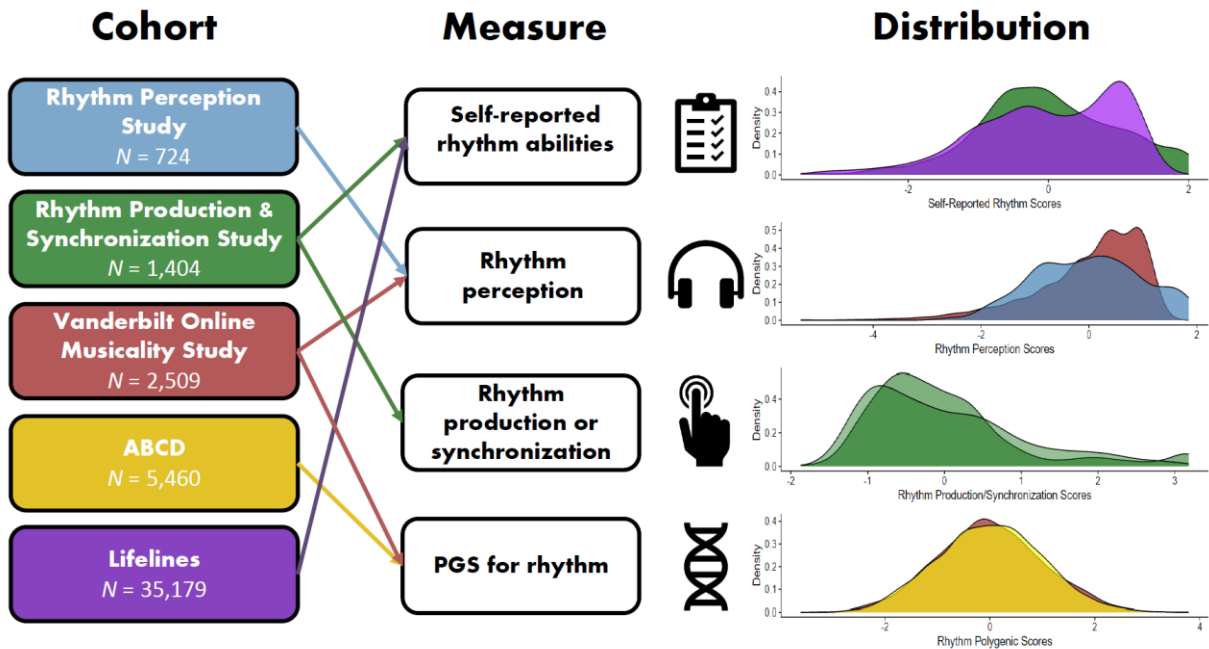 Cohort
Measure
Distribution
Rhythm Perception
Study
N = 724
Rhythm Production &
Synchronization Study
N = 1,404
Vanderbilt Online
Musicality Study
N = 2,509
ABCD
N = 5,460
Lifelines
N = 35,179
Self-reported
rhythm abilities
Rhythm
perception
Rhythm
production or
synchronization
PGS for rhythm
Density
0.4
0.3
0.2
0.1
0.0
-2
0
2
Self-Reported Rhythm Scores
Density
0.5
0.4
0.3
0.2
0.1
0.0
-4
-2
0
2
Rhythm Perception Scores
Density
0.4
0.2
0.0
-2
-1
0
1
2
3
Rhythm Production/Synchronization Scores
Density
0.4
0.3
0.2
0.1
0.0
-2
0
2
4
Rhythm Polygenic Scores